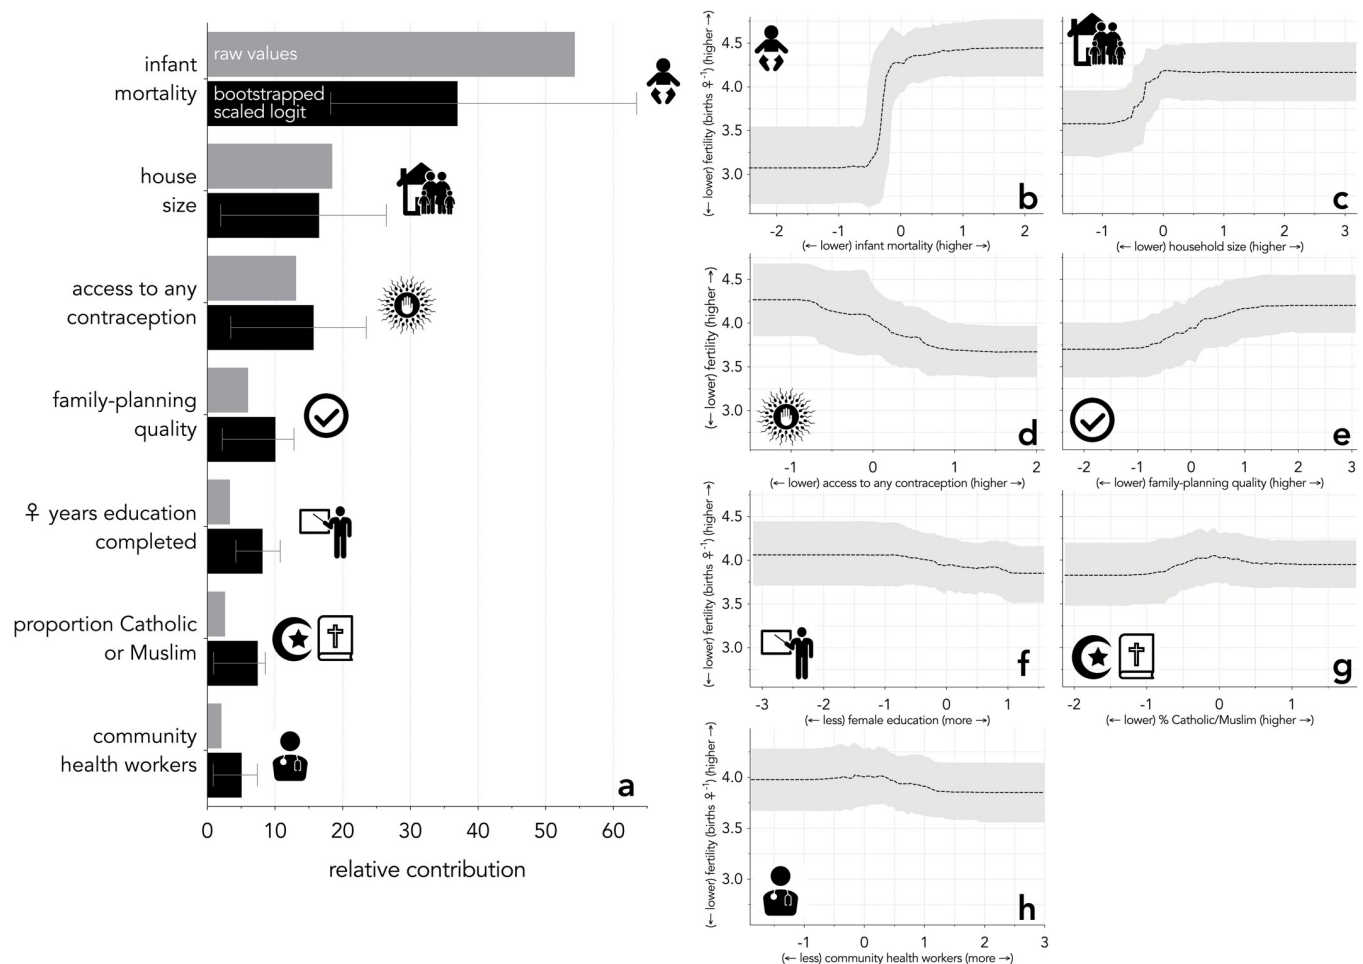 infant
mortality
raw values
bootstrapped
scaled logit
house
size
access to any
contraception
family-planning
quality
♀ years education
completed
proportion Catholic
or Muslim
community
health workers
a
0 10 20 30 40 50 60
relative contribution
(← lower) fertility (births ♀⁻¹) (higher →)
4.5
4.0
3.5
3.0
b
-2 -1 0 1 2
(← lower) infant mortality (higher →)
c
-1 0 1 2 3
(← lower) household size (higher →)
(← lower) fertility (higher →)
4.5
4.0
3.5
3.0
d
-1 0 1 2
(← lower) access to any contraception (higher →)
e
-2 -1 0 1 2 3
(← lower) family-planning quality (higher →)
(← lower) fertility (births ♀⁻¹) (higher →)
4.5
4.0
3.5
3.0
f
-3 -2 -1 0 1
(← less) female education (more →)
g
-2 -1 0 1
(← lower) % Catholic/Muslim (higher →)
(← lower) fertility (births ♀⁻¹) (higher →)
4.0
3.5
3.0
h
-1 0 1 2 3
(← less) community health workers (more →)